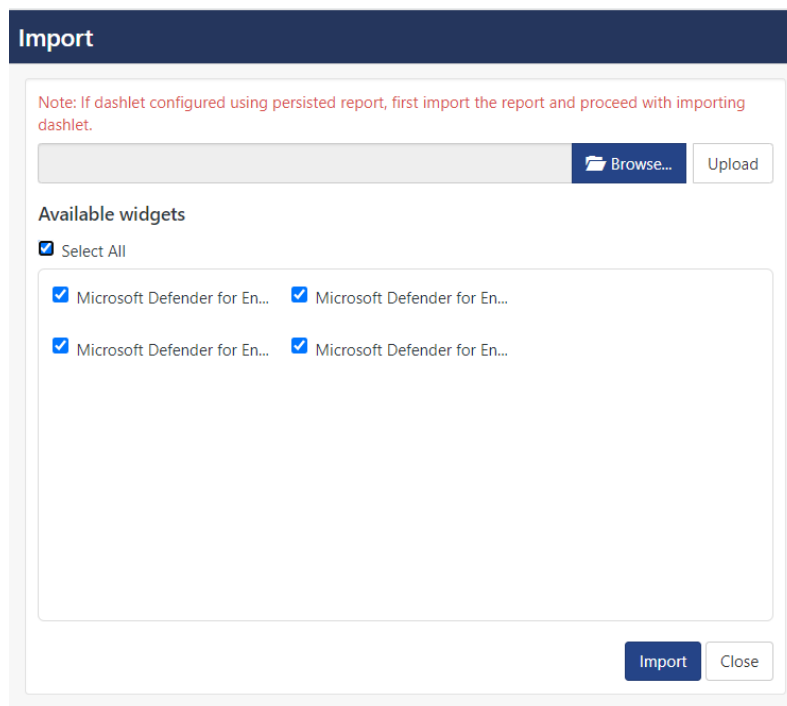 Import
Note: If dashlet configured using persisted report, first import the report and proceed with importing
dashlet.
Browse... Upload
Available widgets
Select All
Microsoft Defender for En... Microsoft Defender for En...
Microsoft Defender for En... Microsoft Defender for En...
Import Close